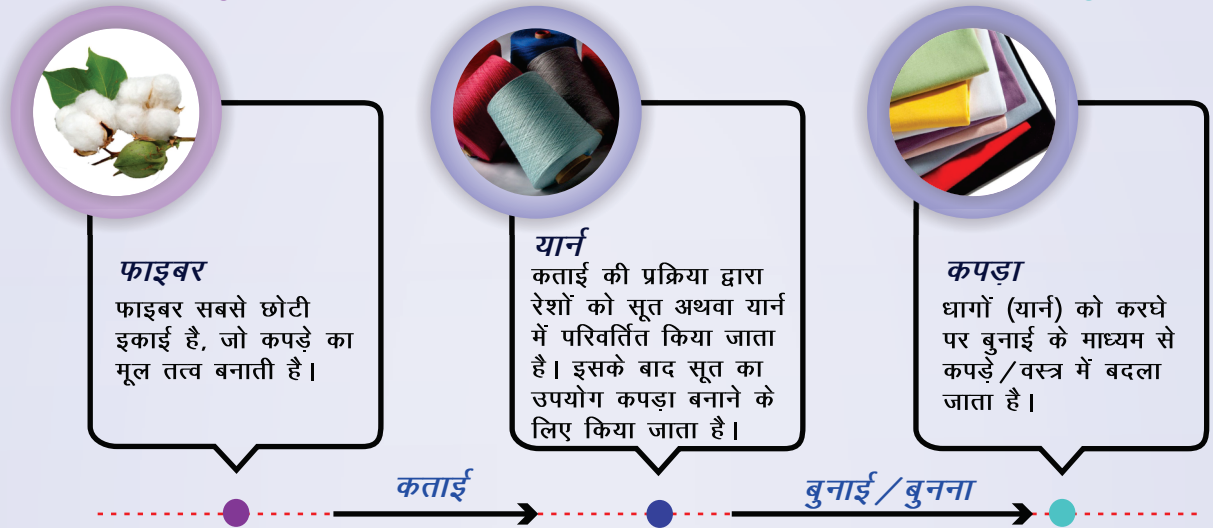 फाइबर
फाइबर सबसे छोटी
इकाई है, जो कपड़े का
मूल तत्व बनाती है।
यार्न
कताई की प्रक्रिया द्वारा
रेशों को सूत अथवा यार्न
में परिवर्तित किया जाता
है। इसके बाद सूत का
उपयोग कपड़ा बनाने के
लिए किया जाता है।
कपड़ा
धागों (यार्न) को करघे
पर बुनाई के माध्यम से
कपड़े/वस्त्र में बदला
जाता है।
कताई
बुनाई/बुनना